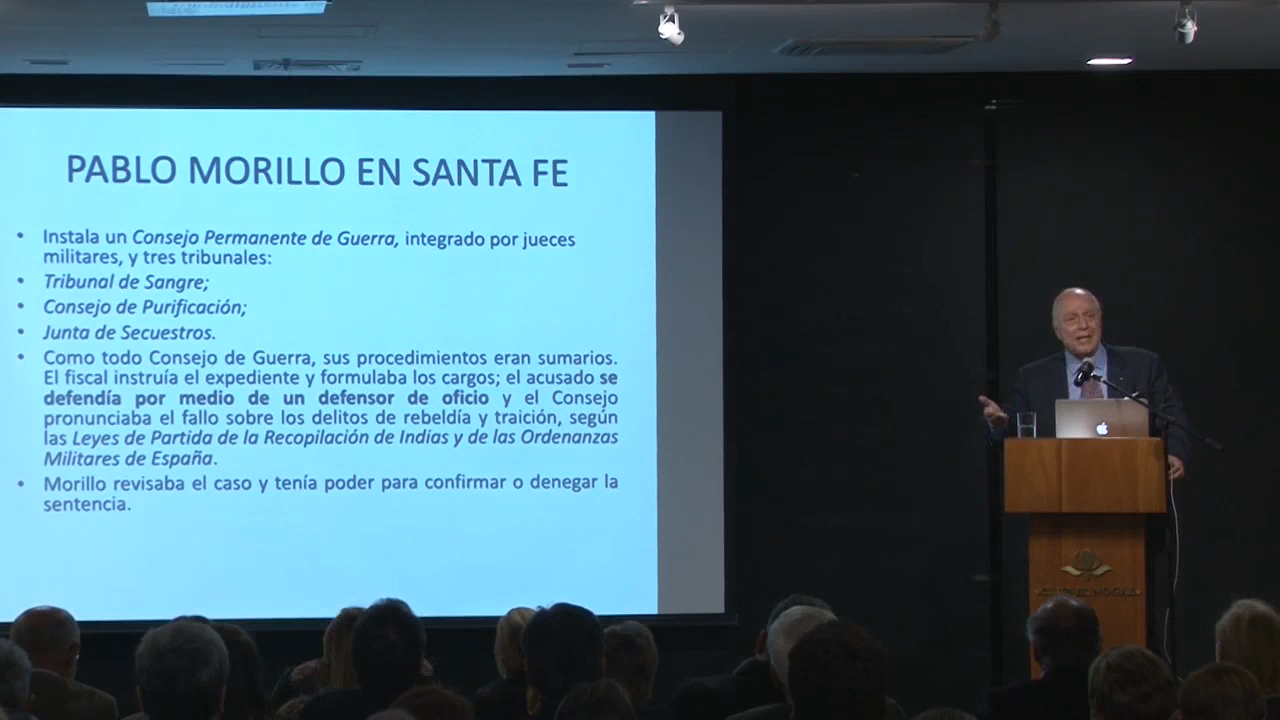 PABLO MORILLO EN SANTA FE
• Instala un Consejo Permanente de Guerra, integrado por jueces
militares, y tres tribunales:
• Tribunal de Sangre;
• Consejo de Purificación;
• Junta de Secuestros.
• Como todo Consejo de Guerra, sus procedimientos eran sumarios.
El fiscal instruía el expediente y formulaba los cargos; el acusado se
defendía por medio de un defensor de oficio y el Consejo
pronunciaba el fallo sobre los delitos de rebeldía y traición, según
las Leyes de Partida de la Recopilación de Indias y de las Ordenanzas
Militares de España.
• Morillo revisaba el caso y tenía poder para confirmar o denegar la
sentencia.